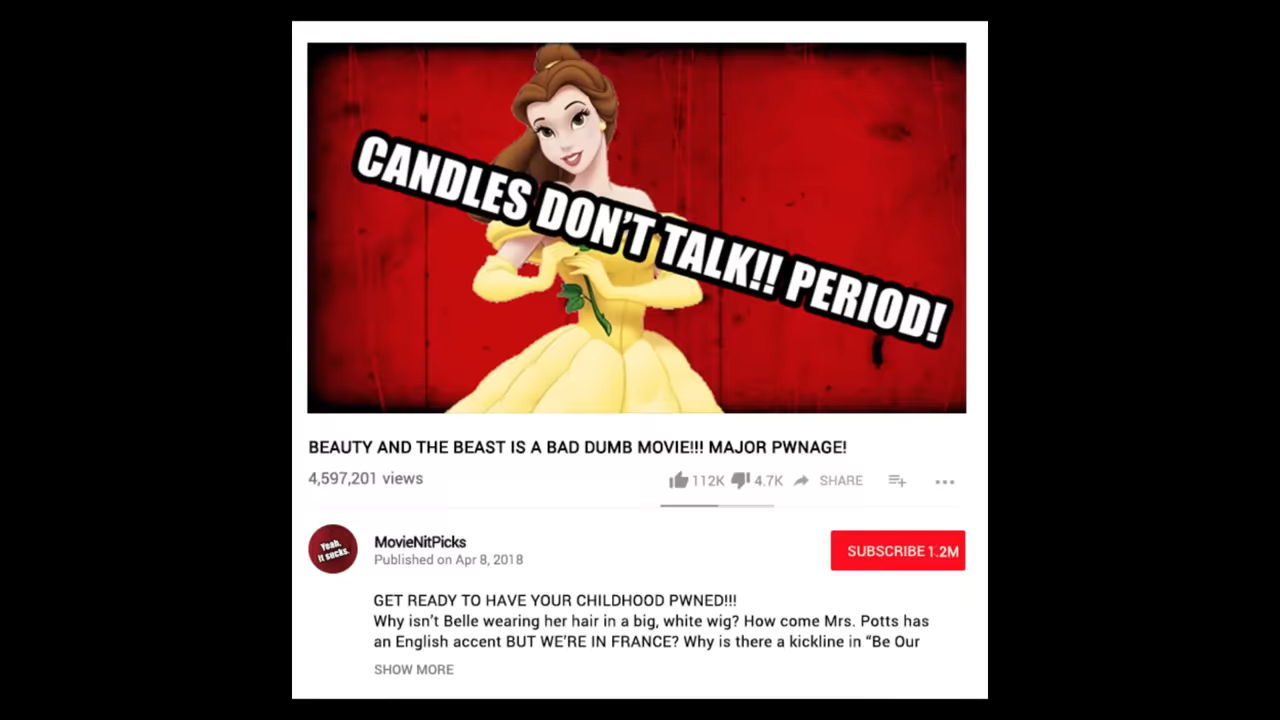 CANDLES DON'T TALK!! PERIOD!
BEAUTY AND THE BEAST IS A BAD DUMB MOVIE!!! MAJOR PWNAGE!
4,597,201 views
112K 4.7K SHARE
Yeah,
it sucks.
MovieNitPicks
Published on Apr 8, 2018
SUBSCRIBE 1.2M
GET READY TO HAVE YOUR CHILDHOOD PWNED!!!
Why isn't Belle wearing her hair in a big, white wig? How come Mrs. Potts has
an English accent BUT WE'RE IN FRANCE? Why is there a kickline in “Be Our
SHOW MORE